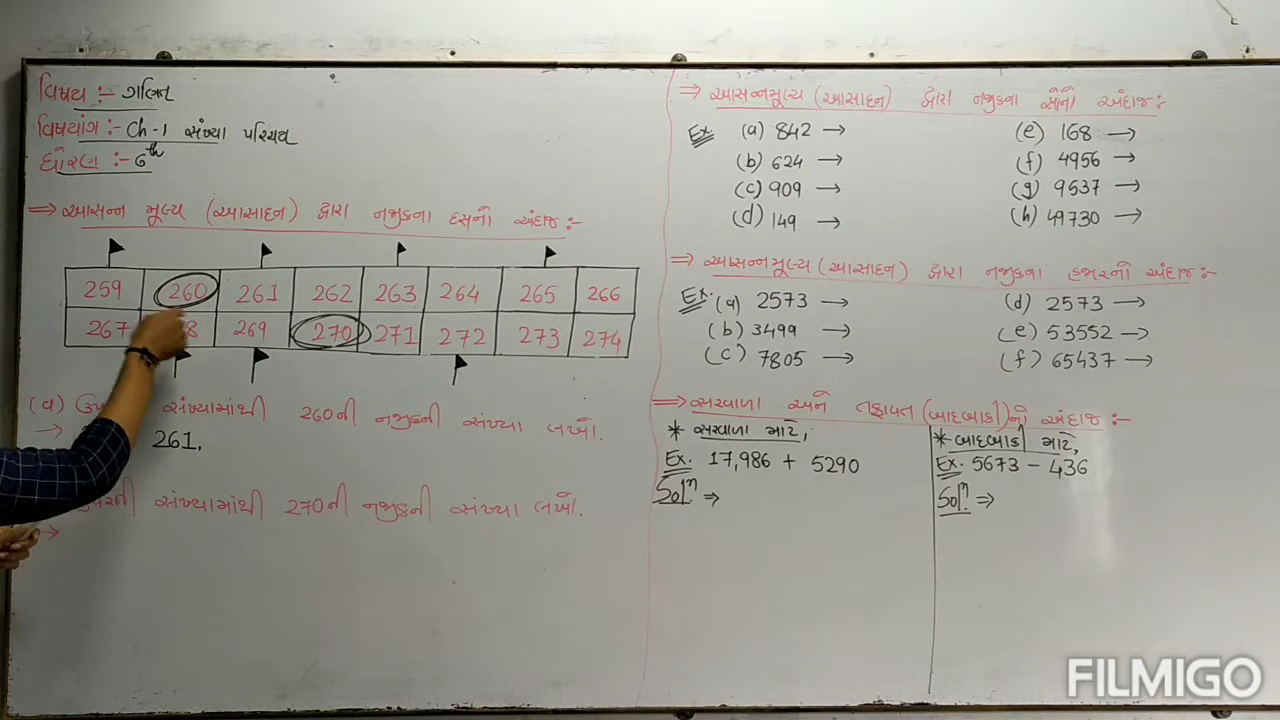 વિષય :- ગણિત
વિષયાંગ :- Ch-1 સંખ્યા પરિચય
ધોરણ :- 6th
⇒ આસન્ન મૂલ્ય (આસાદન) દ્વારા નજીકના દસનો અંદાજ :-
259 260 261 262 263 264 265 266
267 269 270 271 272 273 274
(a) સંખ્યામાંથી 260ની નજીકની સંખ્યા લખો.
→ 261,
સંખ્યામાંથી 270ની નજીકની સંખ્યા લખો.
→
⇒ આસન્નમૂલ્ય (આસાદન) દ્વારા નજીકના સોનો અંદાજ :-
Ex (a) 842 →
(b) 624 →
(c) 909 →
(d) 149 →
(e) 168 →
(f) 4956 →
(g) 9537 →
(h) 49730 →
⇒ આસન્નમૂલ્ય (આસાદન) દ્વારા નજીકના હજારનો અંદાજ :-
Ex. (a) 2573 →
(b) 3499 →
(c) 7805 →
(d) 2573 →
(e) 53552 →
(f) 65437 →
⇒ સરવાળા અને તફાવત (બાદબાકી)નો અંદાજ :-
* સરવાળા માટે,
Ex. 17,986 + 5290
Solⁿ ⇒
* બાદબાકી માટે,
Ex. 5673 - 436
Solⁿ ⇒
FILMIGO